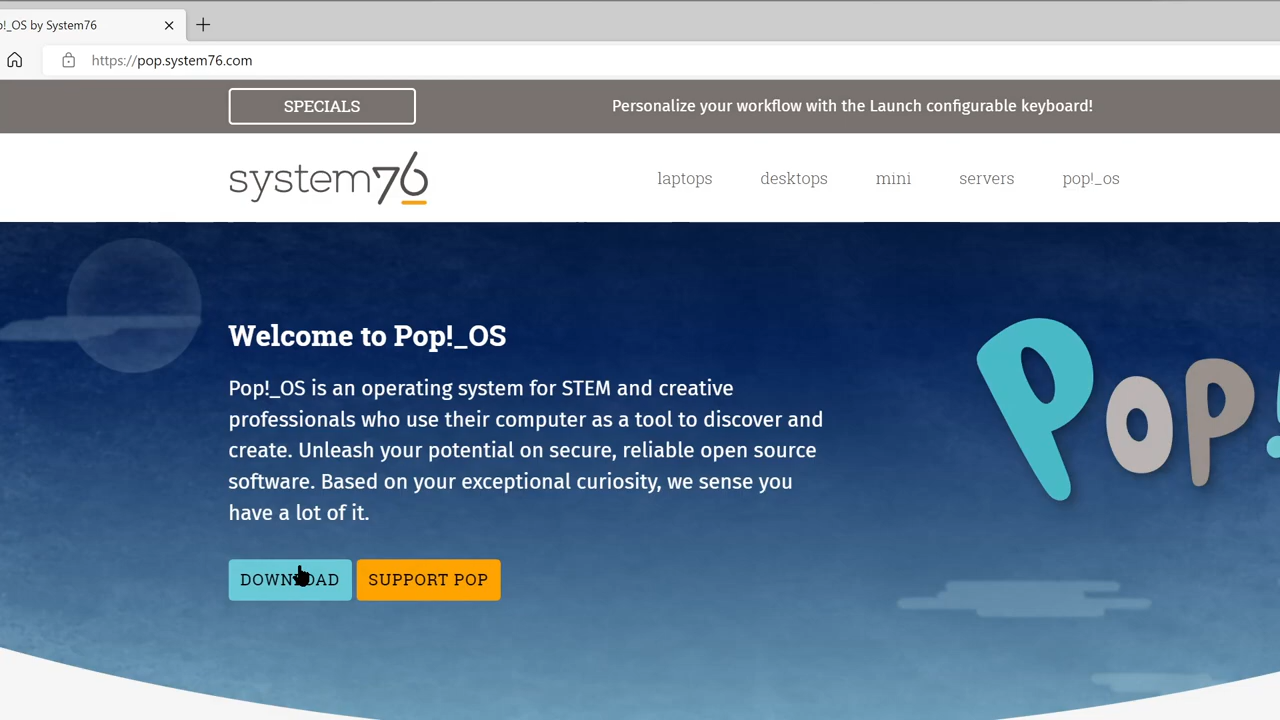 p!_OS by System76
https://pop.system76.com
SPECIALS
Personalize your workflow with the Launch configurable keyboard!
system76
laptops
desktops
mini
servers
pop!_os
Welcome to Pop!_OS
Pop!_OS is an operating system for STEM and creative
professionals who use their computer as a tool to discover and
create. Unleash your potential on secure, reliable open source
software. Based on your exceptional curiosity, we sense you
have a lot of it.
Pop!
DOWNLOAD
SUPPORT POP